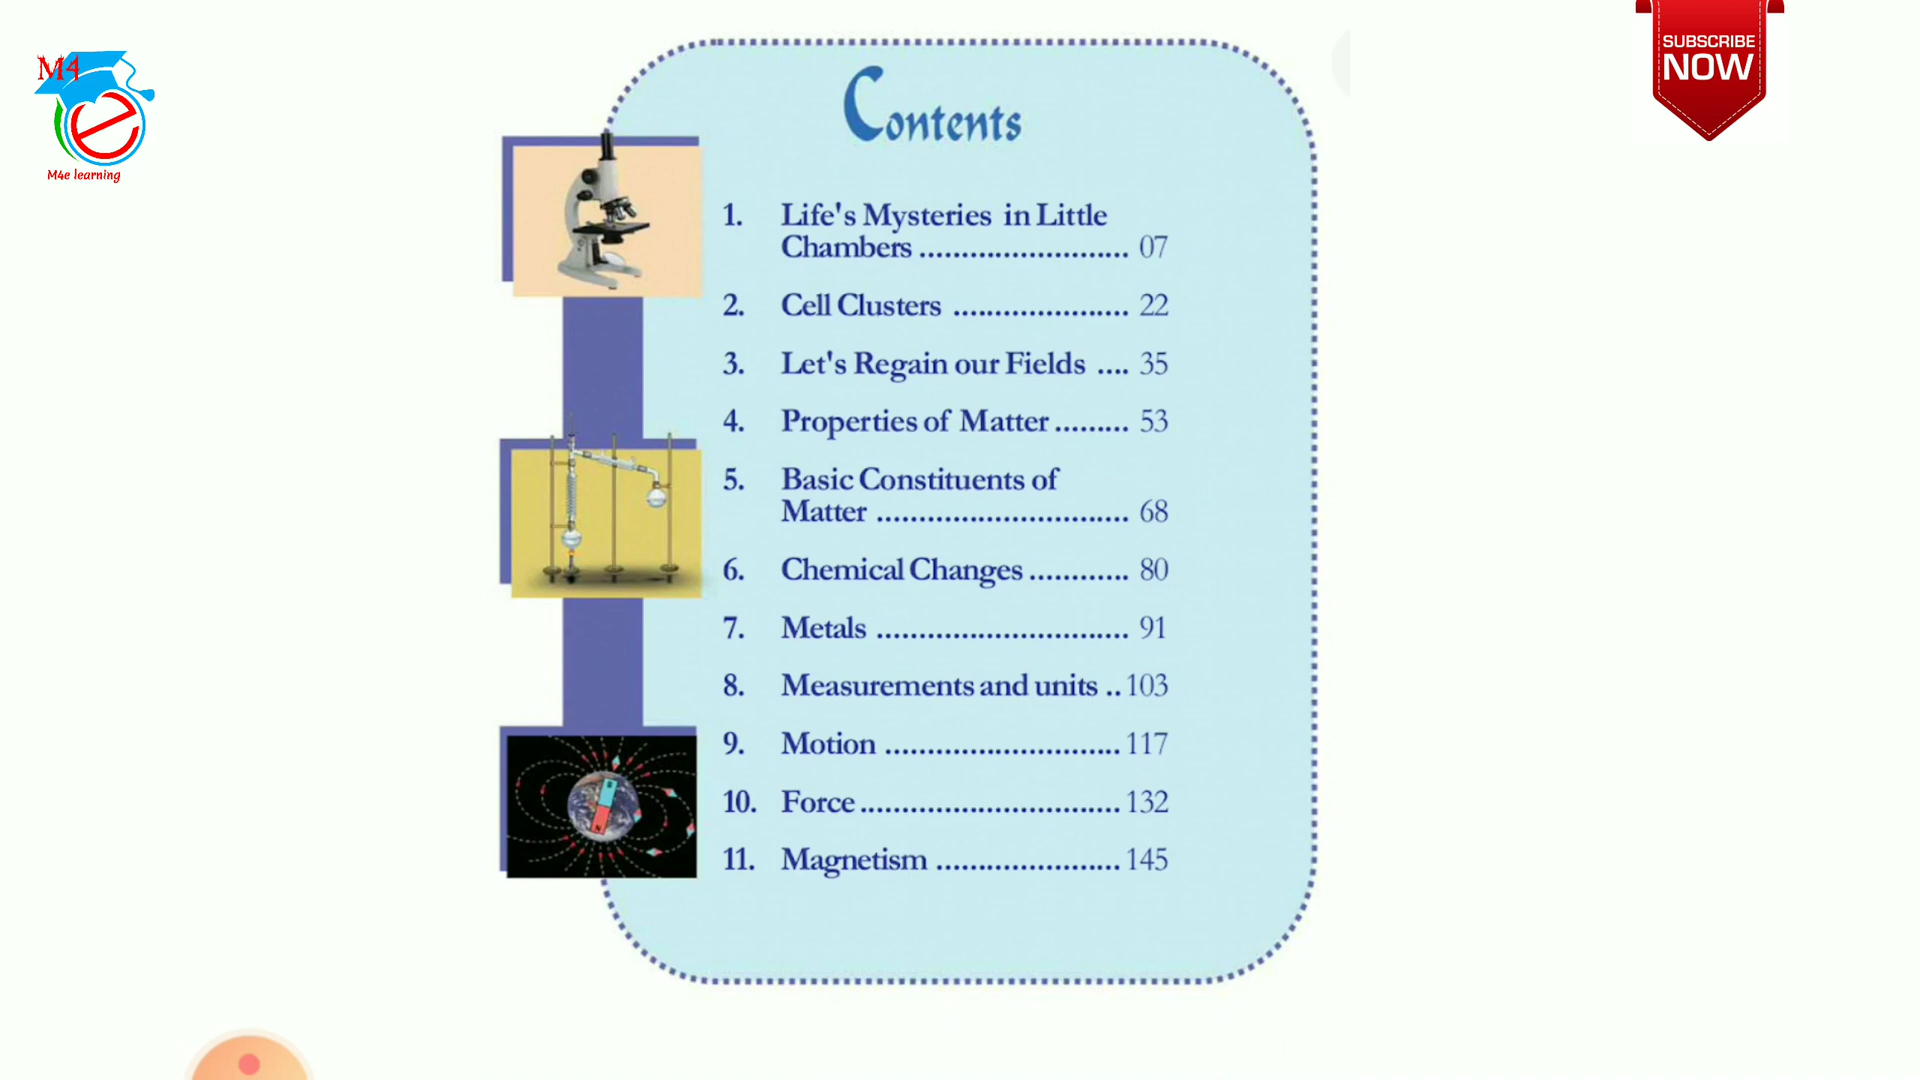 M4
M4e learning
SUBSCRIBE
NOW
Contents
1. Life's Mysteries in Little
Chambers ......................... 07
2. Cell Clusters ..................... 22
3. Let's Regain our Fields .... 35
4. Properties of Matter ......... 53
5. Basic Constituents of
Matter .............................. 68
6. Chemical Changes ............ 80
7. Metals .............................. 91
8. Measurements and units .. 103
9. Motion ............................ 117
10. Force ............................... 132
11. Magnetism ...................... 145